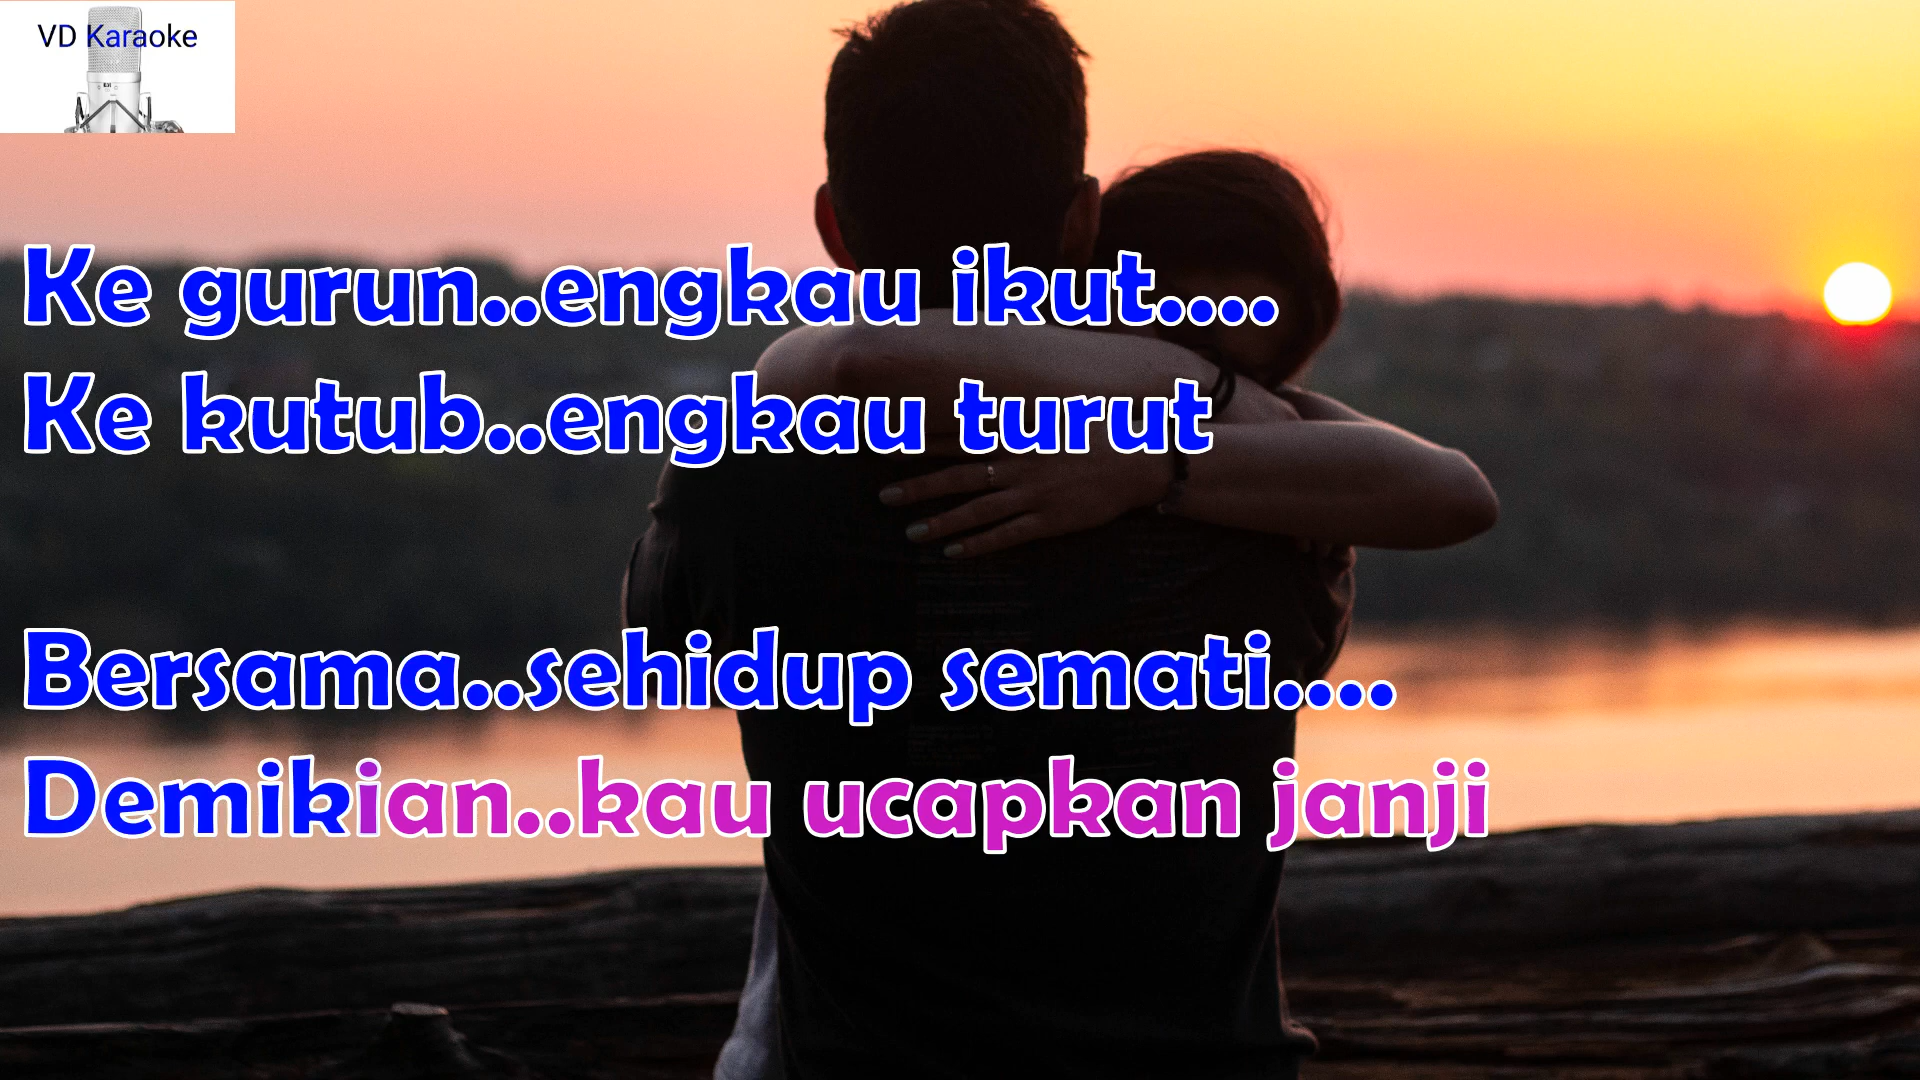 VD Karaoke
Ke gurun..engkau ikut....
Ke kutub..engkau turut
Bersama..sehidup semati....
Demikian..kau ucapkan janji